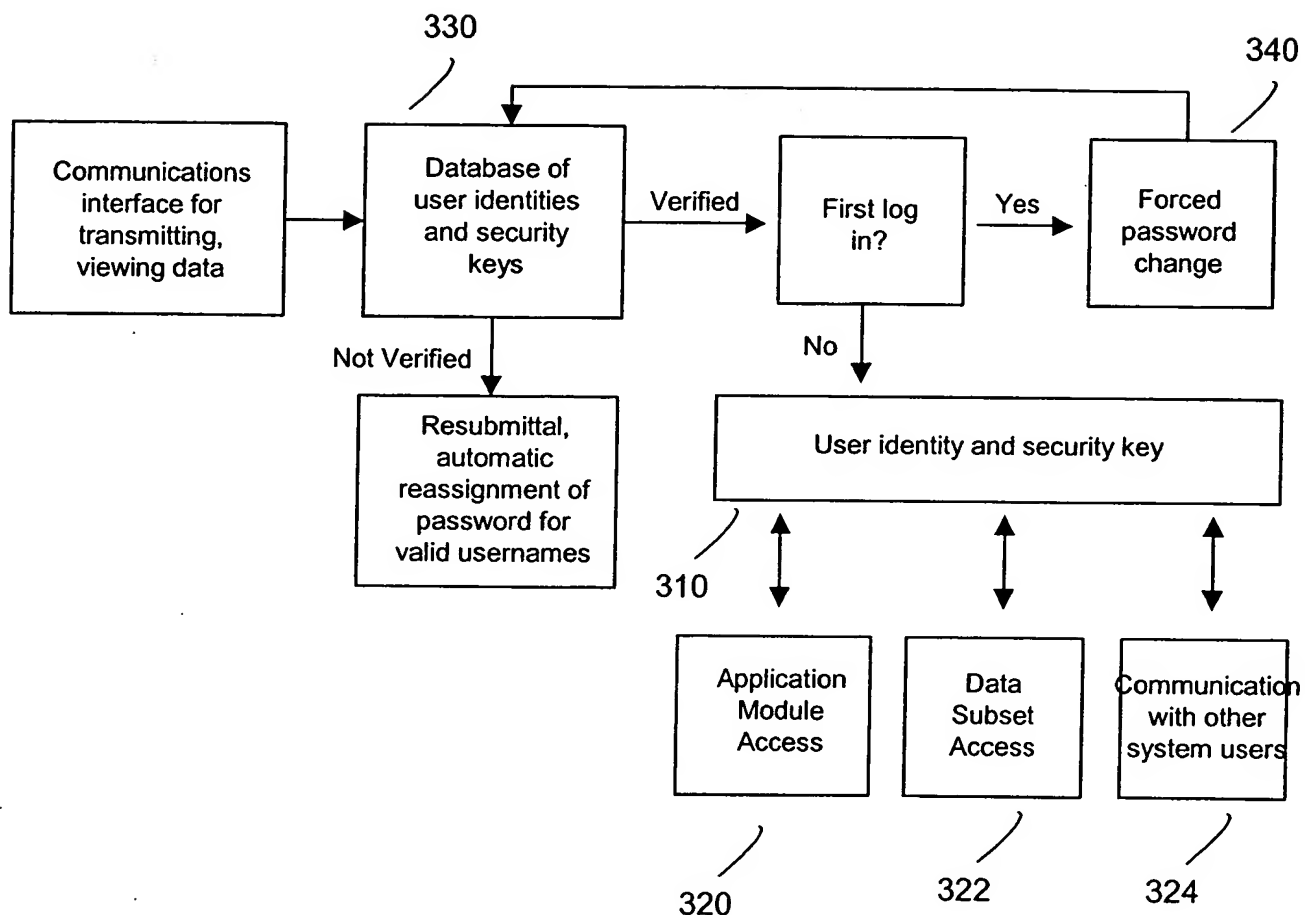 330
340
Communications
interface for
transmitting,
viewing data
Database of
user identities
and security
keys
Verified
First log
in?
Yes
Forced
password
change
Not Verified
No
Resubmittal,
automatic
reassignment of
password for
valid usernames
User identity and security key
310
Application
Module
Access
Data
Subset
Access
Communication
with other
system users
320
322
324